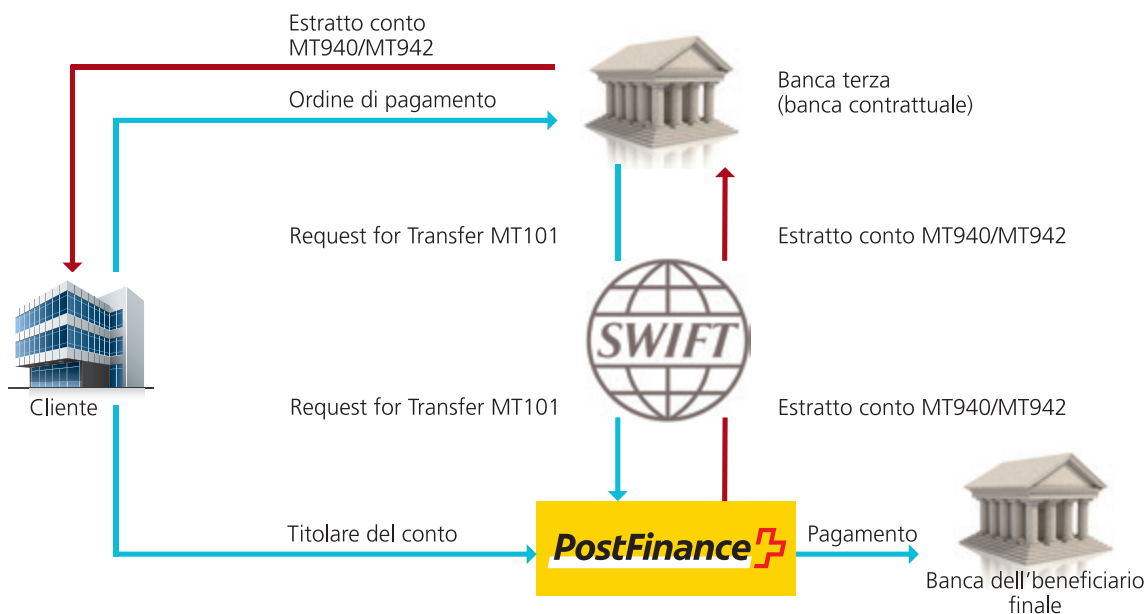 Estratto conto
MT940/MT942
Ordine di pagamento
Banca terza
(banca contrattuale)
Request for Transfer MT101
Estratto conto MT940/MT942
SWIFT
Cliente
Request for Transfer MT101
Estratto conto MT940/MT942
Titolare del conto
PostFinance
Pagamento
Banca dell’beneficiario
finale